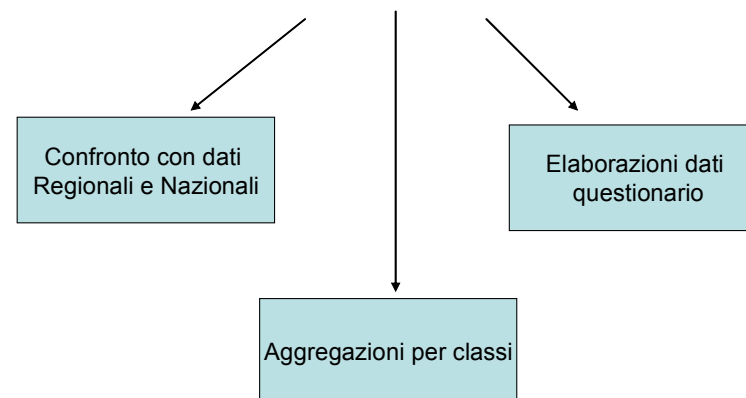 Confronto con dati
Regionali e Nazionali
Elaborazioni dati
questionario
Aggregazioni per classi